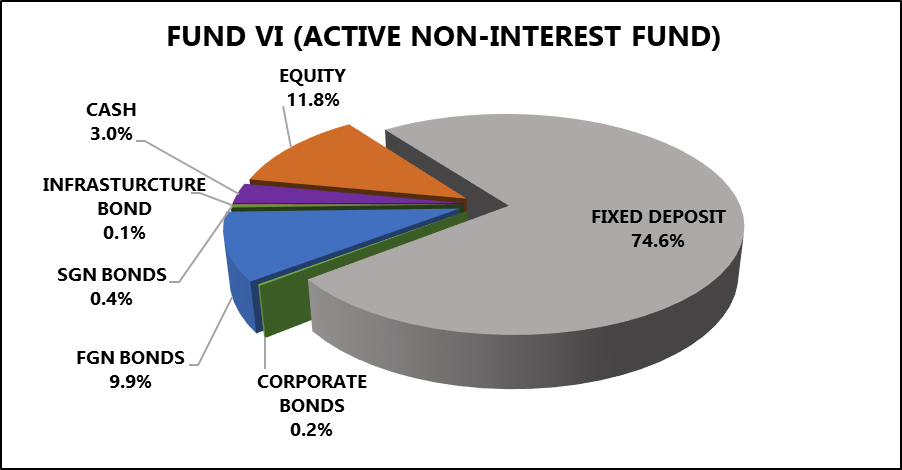 FUND VI (ACTIVE NON-INTEREST FUND)
EQUITY
11.8%
CASH
3.0%
INFRASTURCTURE
BOND
0.1%
SGN BONDS
0.4%
FGN BONDS
9.9%
CORPORATE
BONDS
0.2%
FIXED DEPOSIT
74.6%